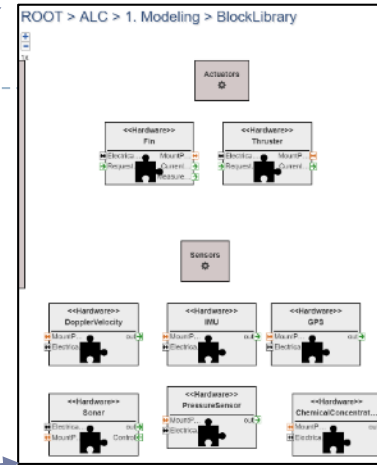 ROOT > ALC > 1. Modeling > BlockLibrary
Actuators
<<Hardware>>
Fin
Electrica... MountP...
Request Current...
Measure...
<<Hardware>>
Thruster
Electrica... MountP...
Request Current...
Sensors
<<Hardware>>
DopplerVelocity
MountP... out
Electrica
<<Hardware>>
IMU
MountP... out
Electrica
<<Hardware>>
GPS
MountP out
Electrica
<<Hardware>>
Sonar
Electrica... out
MountP... Control
<<Hardware>>
PressureSensor
MountP... out
Electrica
<<Hardware>>
ChemicalConcentrat...
MountP out
Electrica